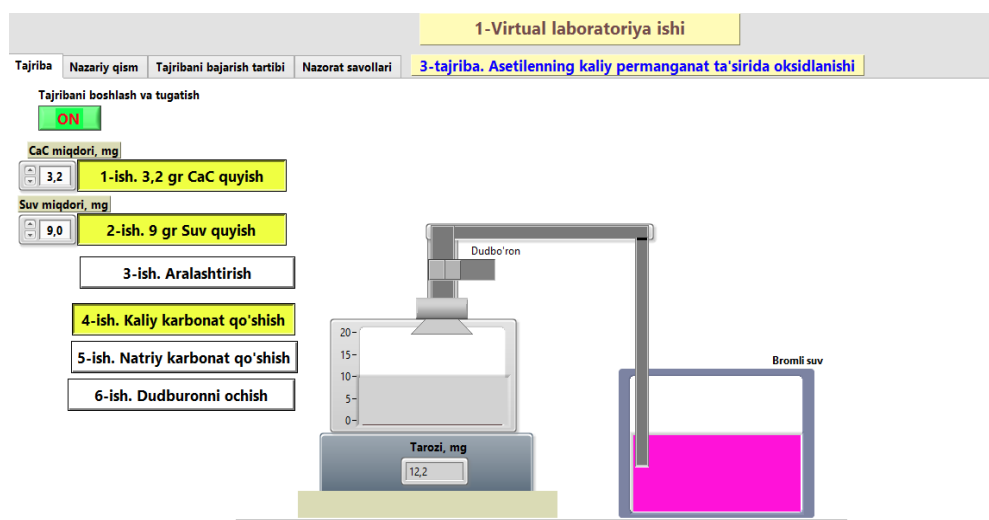 1-Virtual laboratoriya ishi
Tajriba
Nazariy qism
Tajribani bajarish tartibi
Nazorat savollari
3-tajriba. Asetilenning kaliy permanganat ta'sirida oksidlanishi
Tajribani boshlash va tugatish
ON
CaC miqdori, mg
3,2
1-ish. 3,2 gr CaC quyish
Suv miqdori, mg
9,0
2-ish. 9 gr Suv quyish
3-ish. Aralashtirish
4-ish. Kaliy karbonat qo'shish
5-ish. Natriy karbonat qo'shish
6-ish. Dudburonni ochish
Dudbo'ron
20-
15-
10-
5-
0-
Tarozi, mg
12,2
Bromli suv